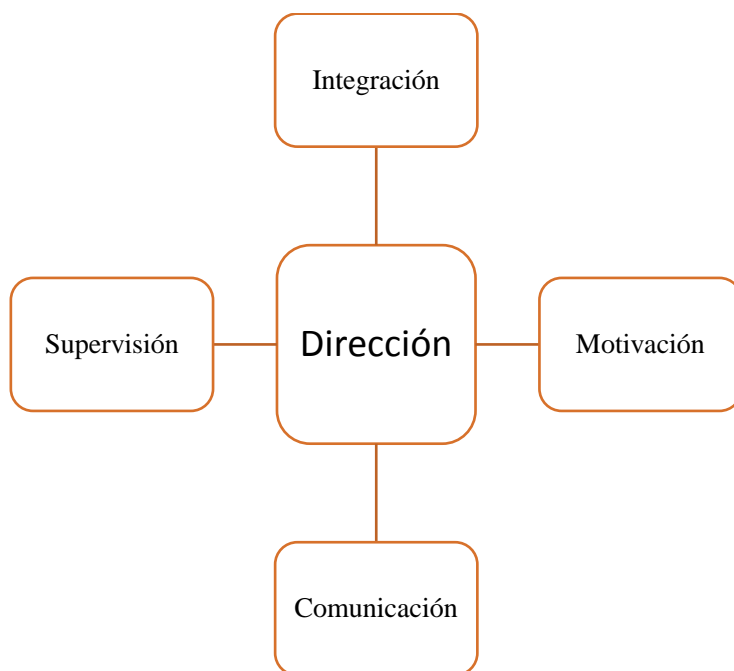 Integración
Supervisión
Dirección
Motivación
Comunicación